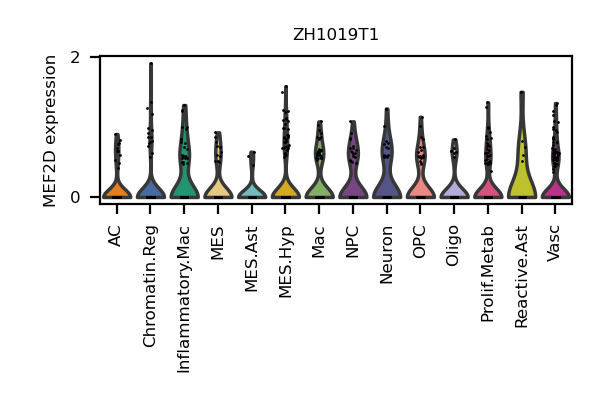 ZH1019T1
MEF2D expression
2
0
AC
Chromatin.Reg
Inflammatory.Mac
MES
MES.Ast
MES.Hyp
Mac
NPC
Neuron
OPC
Oligo
Prolif.Metab
Reactive.Ast
Vasc